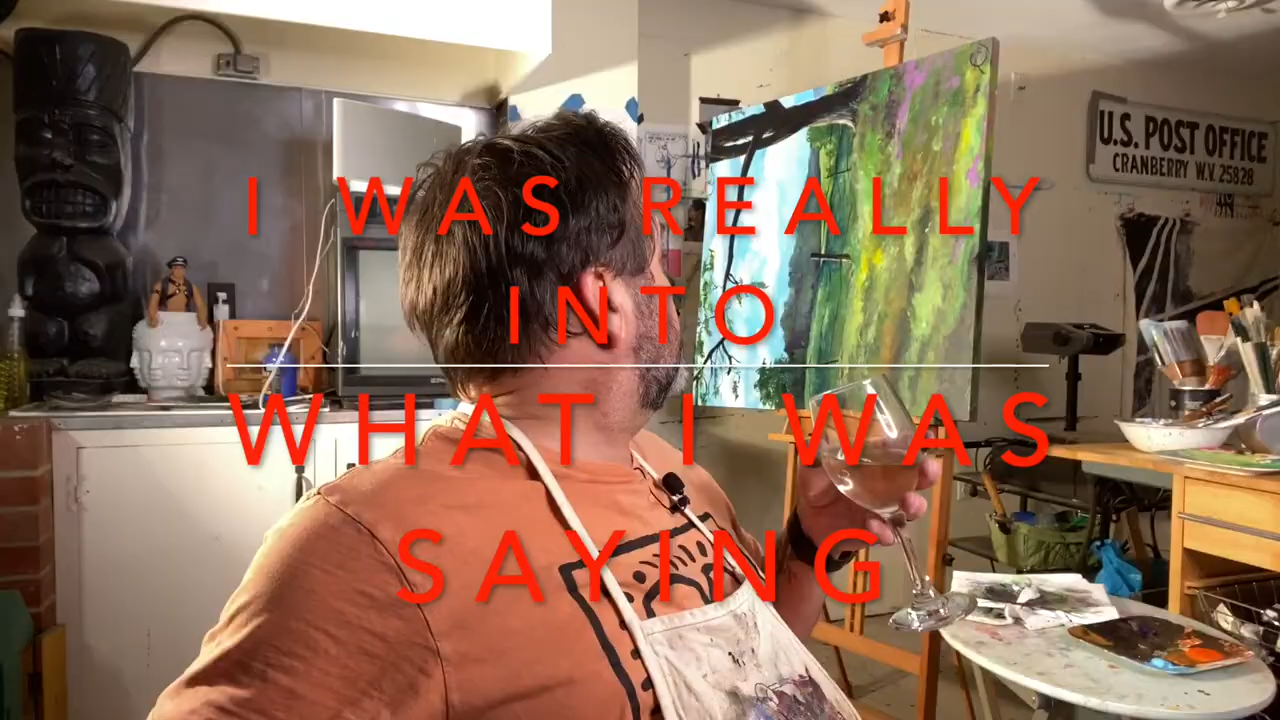 I WAS REALLY
INTO
WHAT I WAS
SAYING
U.S. POST OFFICE
CRANBERRY W.V. 25828